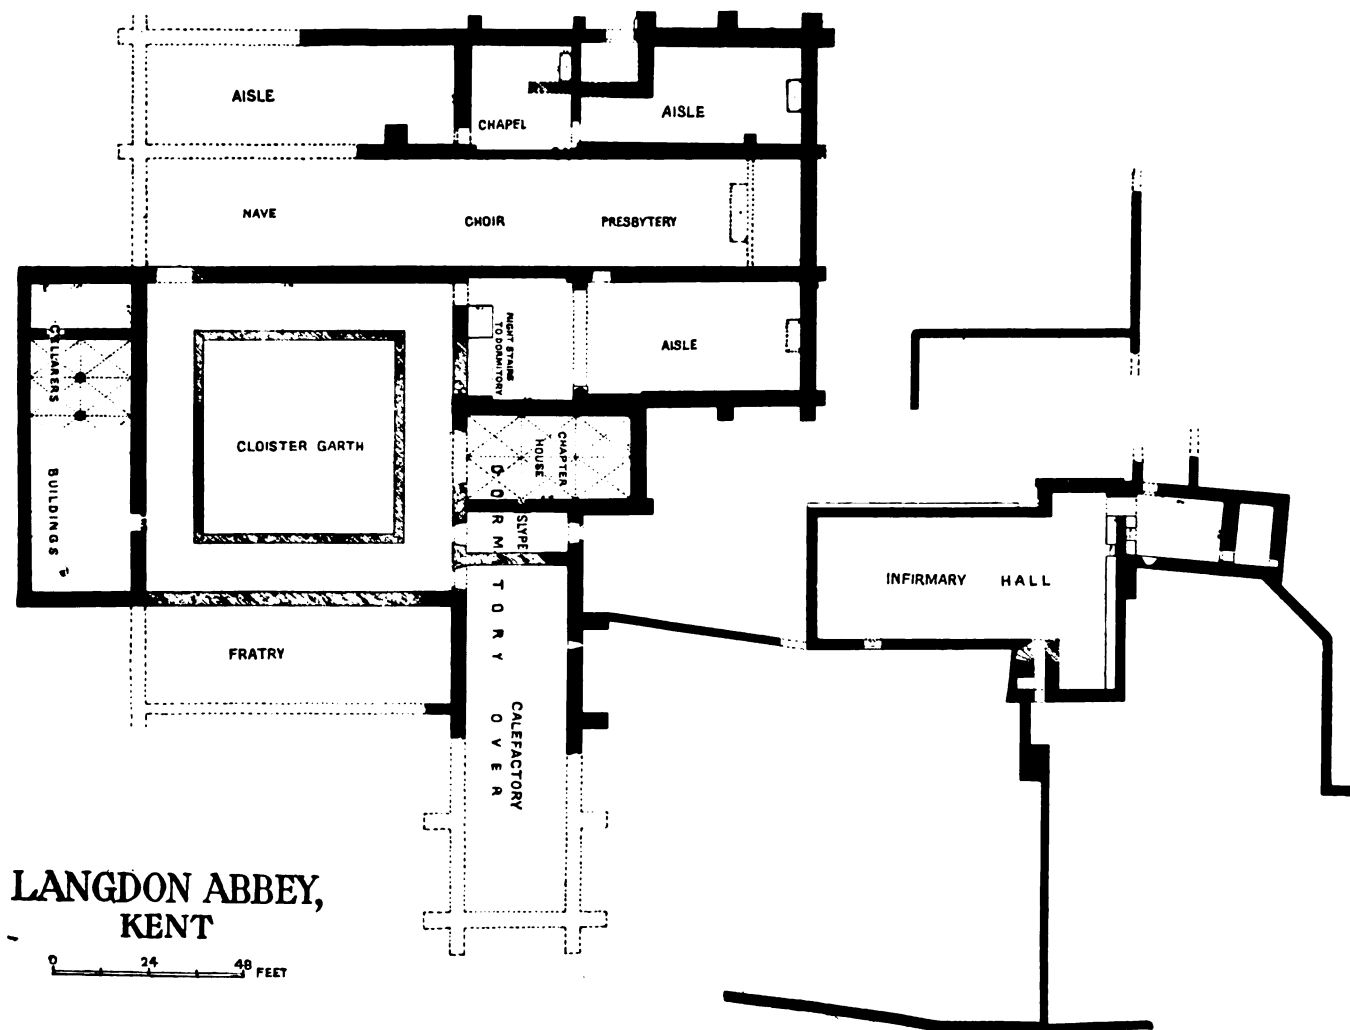 AISLE
AISLE
CHAPEL
NAVE
CHOIR
PRESBYTERY
NIGHT STAIRS
TO DORMITORY
AISLE
CELLARERS
BUILDINGS
CLOISTER GARTH
CHAPTER
HOUSE
SLYPE
DORMITORY OVER
INFIRMARY HALL
FRATRY
CALEFACTORY
LANGDON ABBEY,
KENT
0 24 48 FEET